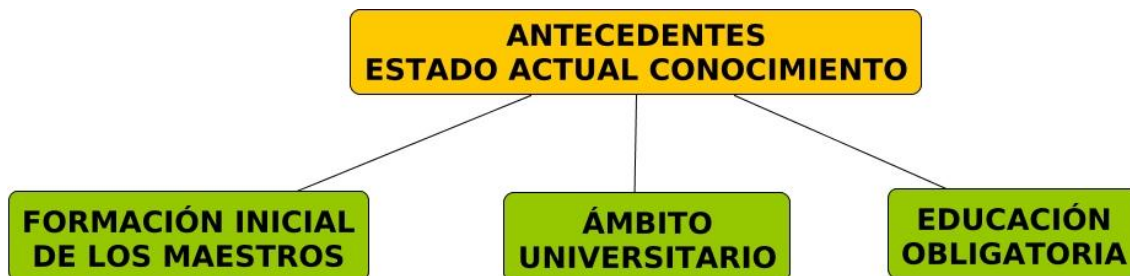 ANTECEDENTES
ESTADO ACTUAL CONOCIMIENTO
FORMACIÓN INICIAL
DE LOS MAESTROS
ÁMBITO
UNIVERSITARIO
EDUCACIÓN
OBLIGATORIA